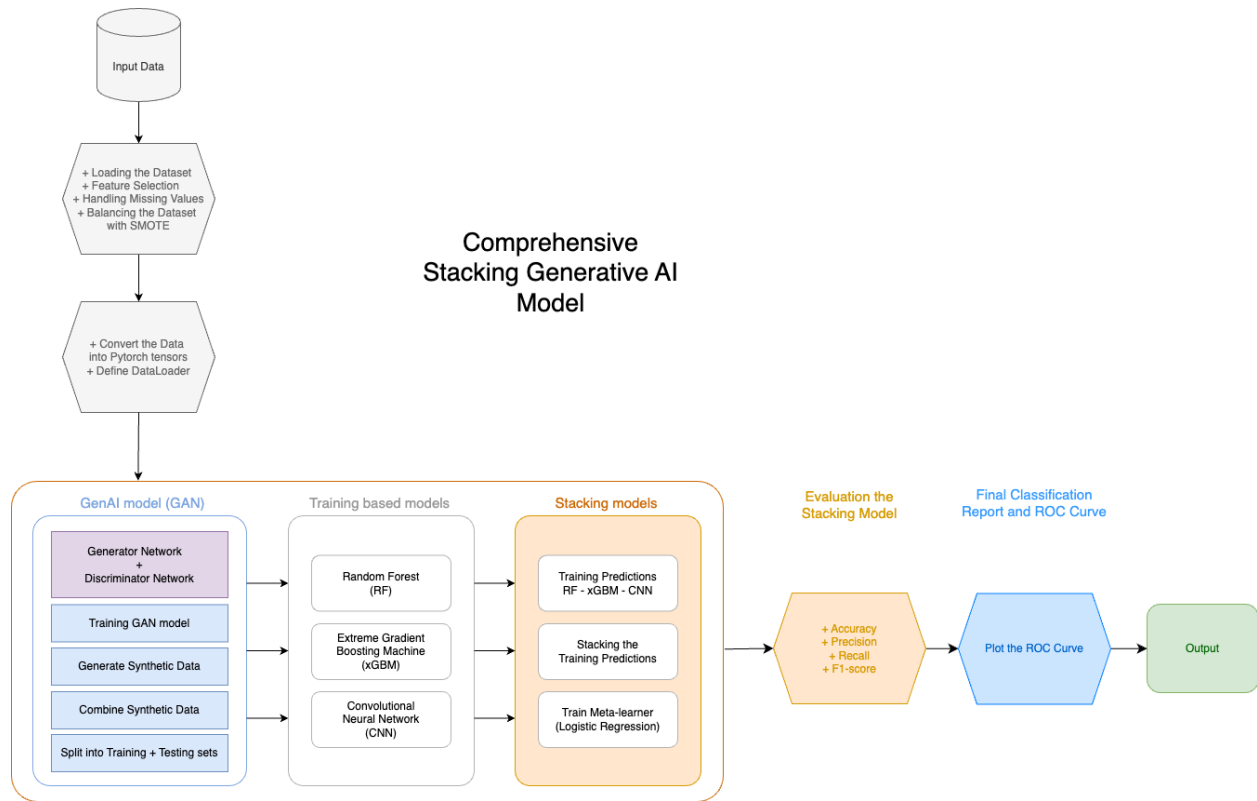 Input Data
+ Loading the Dataset
+ Feature Selection
+ Handling Missing Values
+ Balancing the Dataset
with SMOTE
Comprehensive
Stacking Generative AI
Model
+ Convert the Data
into Pytorch tensors
+ Define DataLoader
GenAI model (GAN)
Generator Network
+
Discriminator Network
Training GAN model
Generate Synthetic Data
Combine Synthetic Data
Split into Training + Testing sets
Training based models
Random Forest
(RF)
Extreme Gradient
Boosting Machine
(xGBM)
Convolutional
Neural Network
(CNN)
Stacking models
Training Predictions
RF - xGBM - CNN
Stacking the
Training Predictions
Train Meta-learner
(Logistic Regression)
Evaluation the
Stacking Model
+ Accuracy
+ Precision
+ Recall
+ F1-score
Final Classification
Report and ROC Curve
Plot the ROC Curve
Output